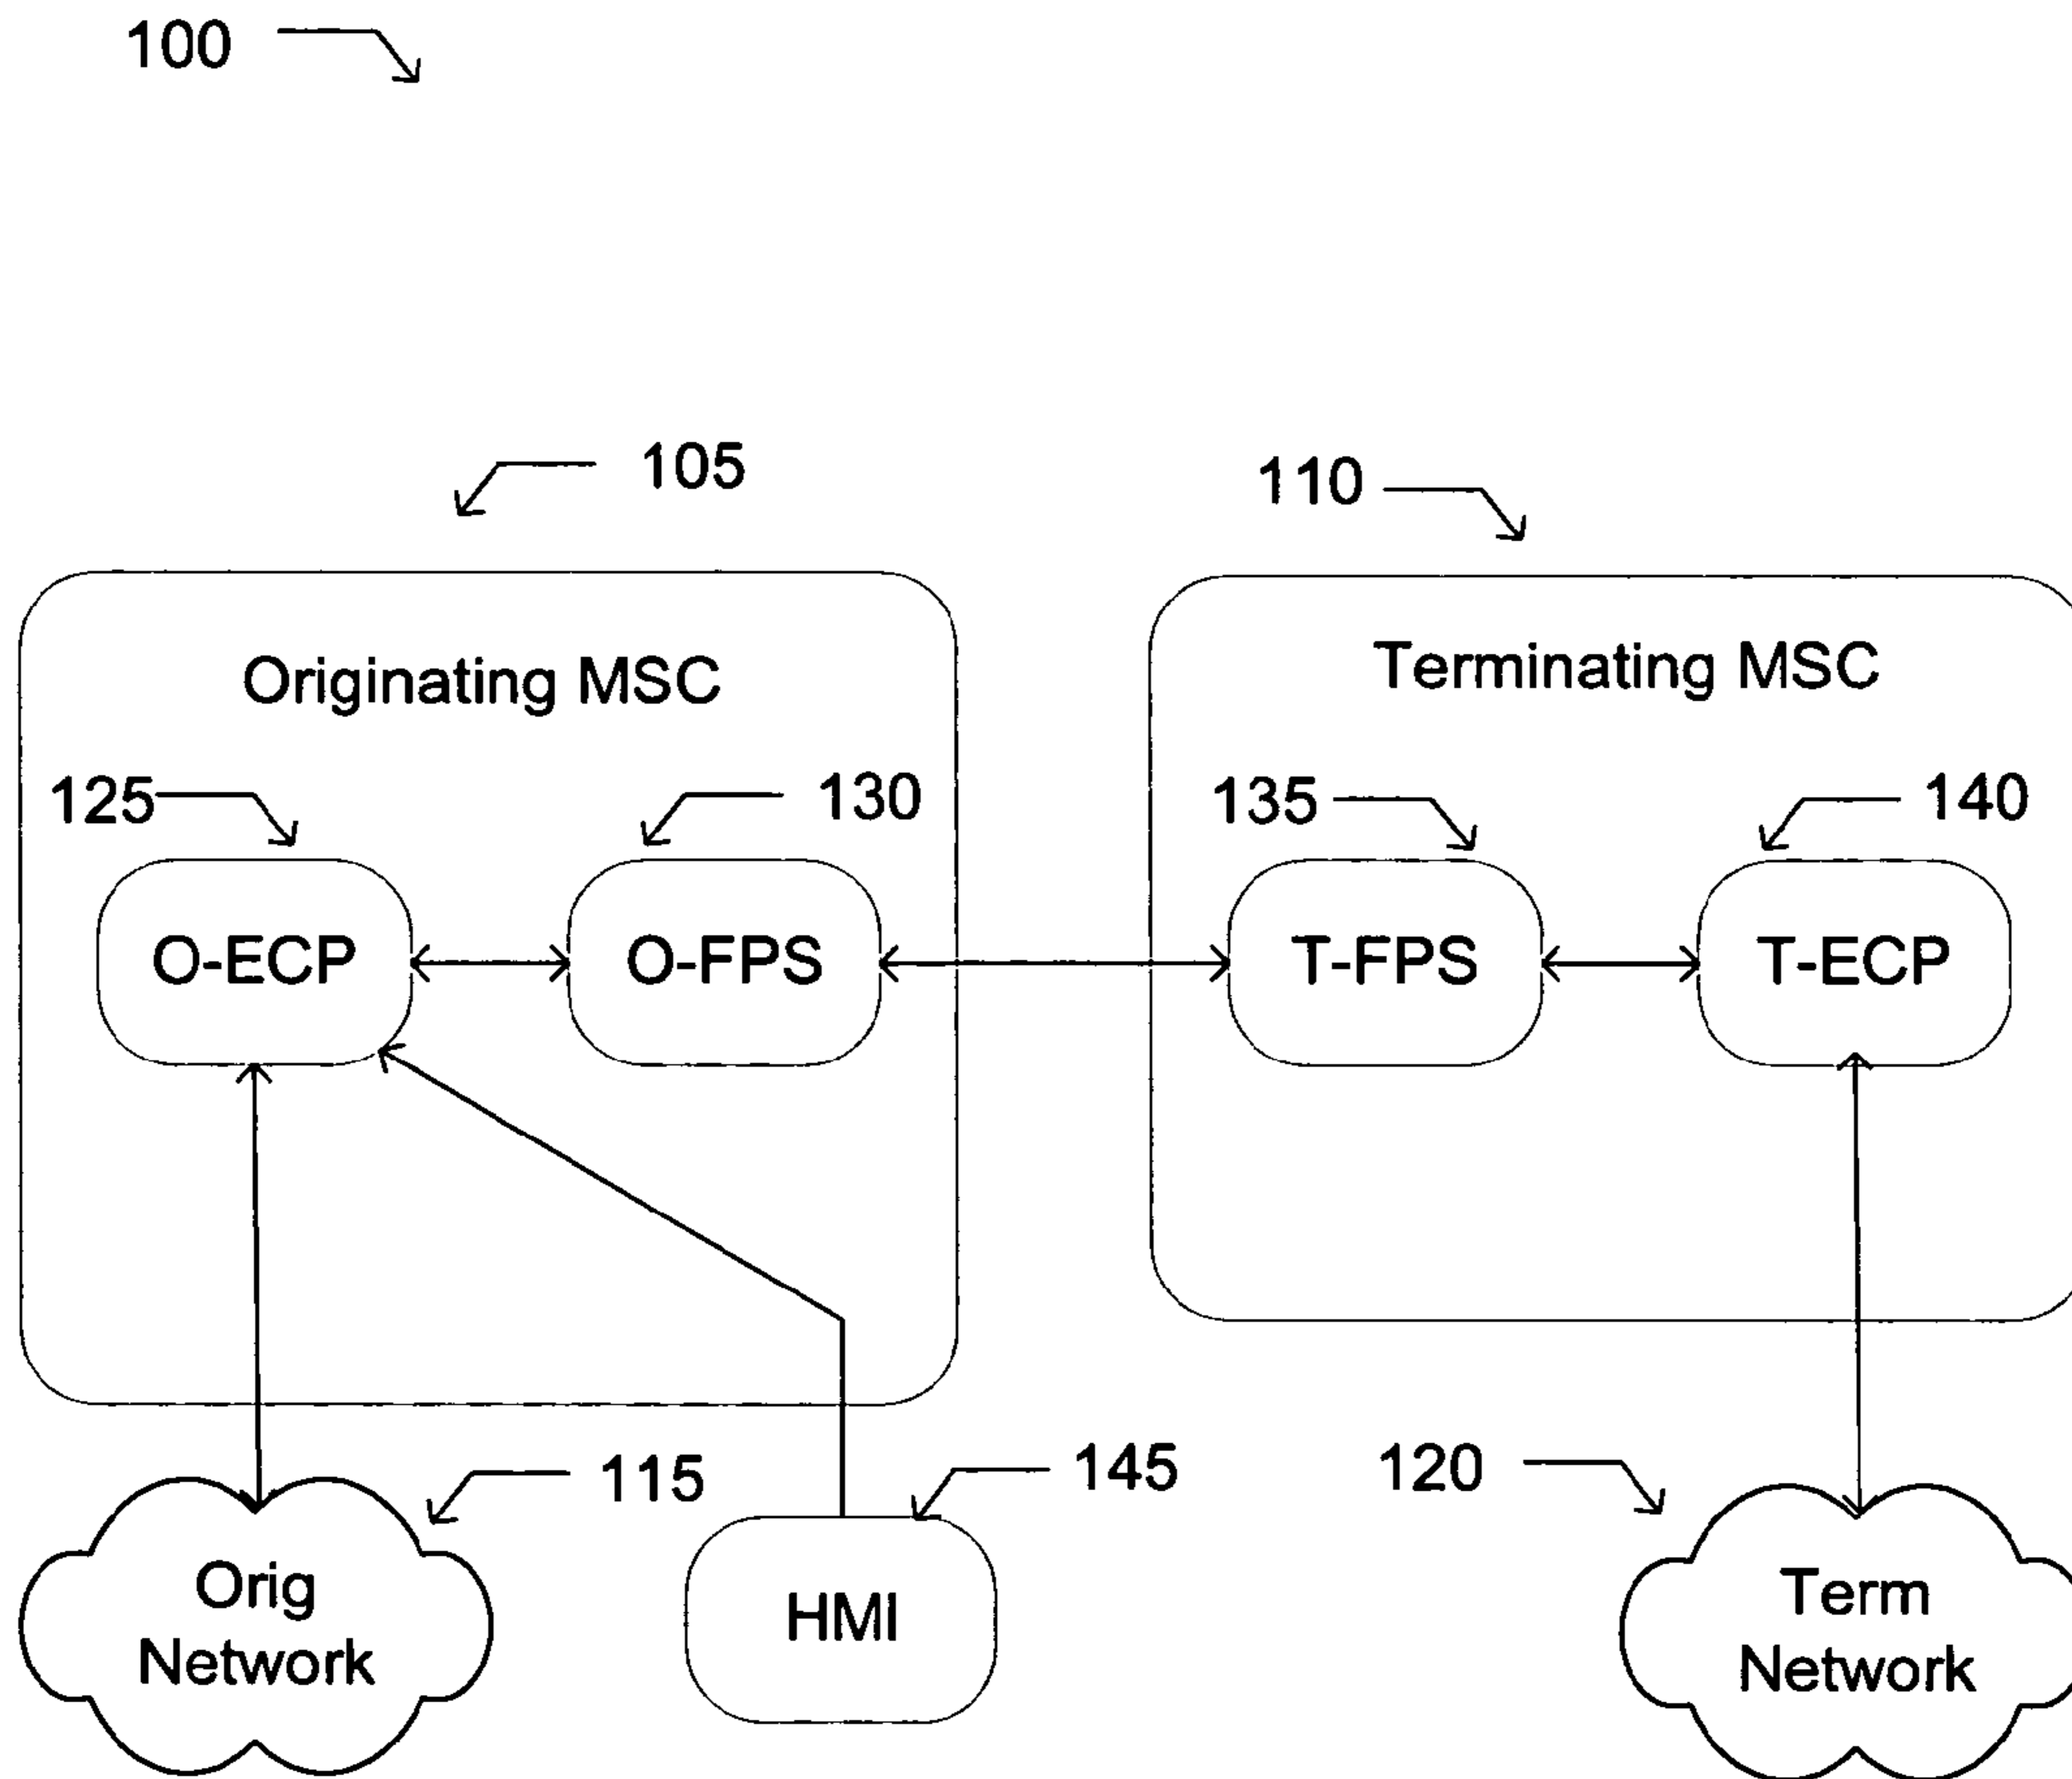 100
105
110
Originating MSC
Terminating MSC
125
130
135
140
O-ECP
O-FPS
T-FPS
T-ECP
115
145
120
Orig
Network
HMI
Term
Network